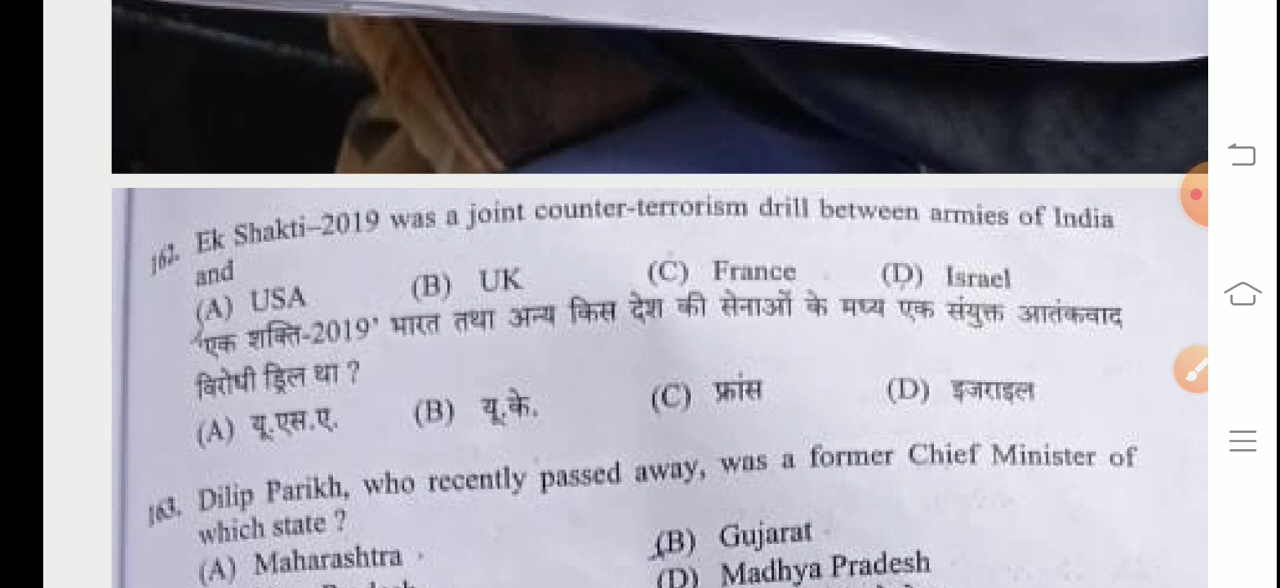 162. Ek Shakti–2019 was a joint counter-terrorism drill between armies of India
and
(A) USA (B) UK (C) France (D) Israel
'एक शक्ति-2019' भारत तथा अन्य किस देश की सेनाओं के मध्य एक संयुक्त आतंकवाद
विरोधी ड्रिल था ?
(A) यू.एस.ए. (B) यू.के. (C) फ्रांस (D) इजराइल
163. Dilip Parikh, who recently passed away, was a former Chief Minister of
which state ?
(A) Maharashtra (B) Gujarat
(D) Madhya Pradesh